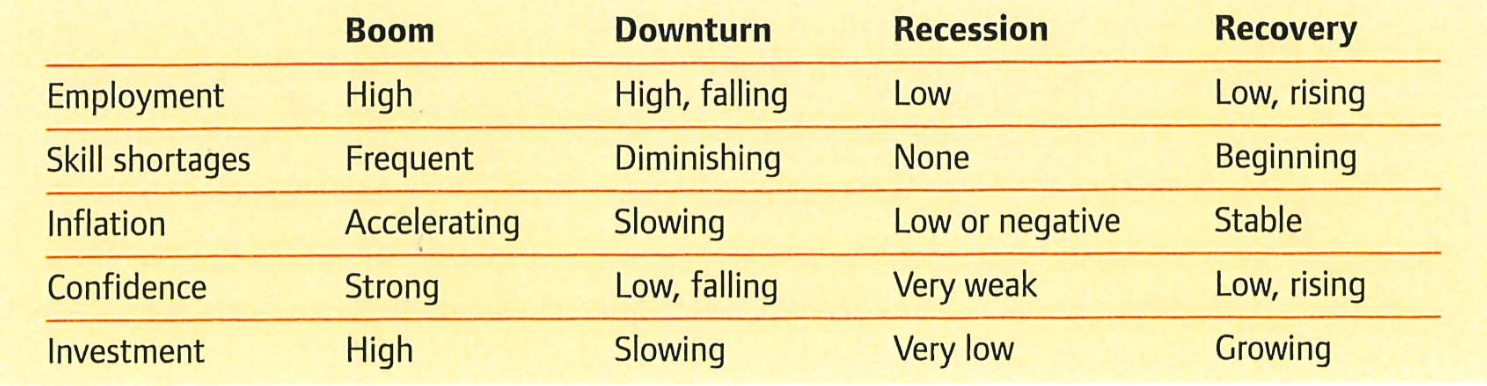 Boom Downturn Recession Recovery
Employment High High, falling Low Low, rising
Skill shortages Frequent Diminishing None Beginning
Inflation Accelerating Slowing Low or negative Stable
Confidence Strong Low, falling Very weak Low, rising
Investment High Slowing Very low Growing